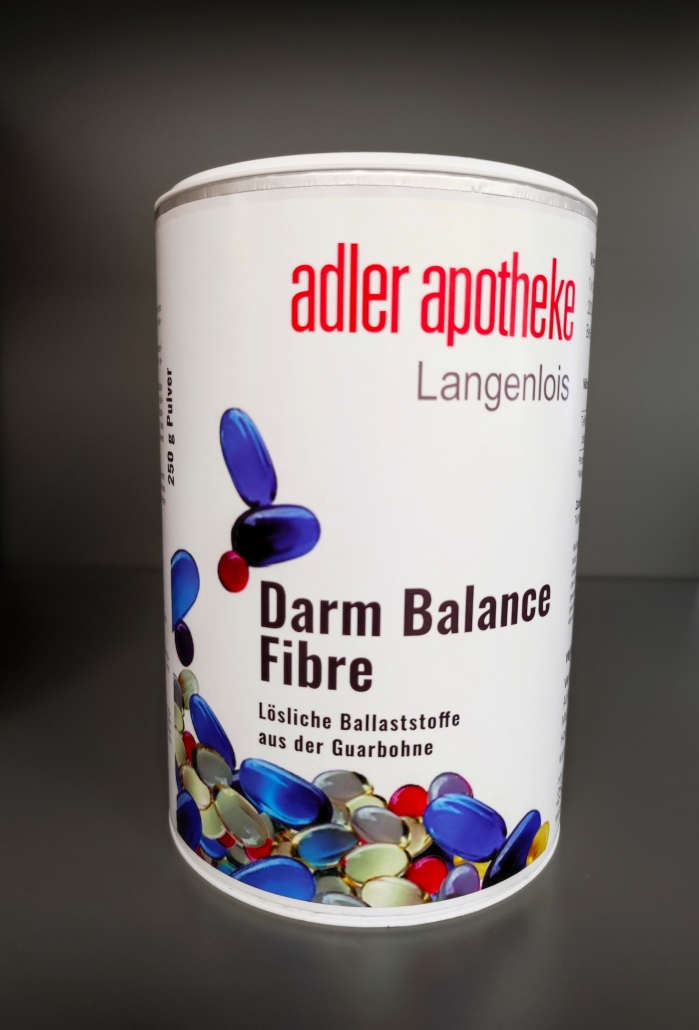 adler apotheke
Langenlois
250 g Pulver
Darm Balance
Fibre
Lösliche Ballaststoffe
aus der Guarbohne